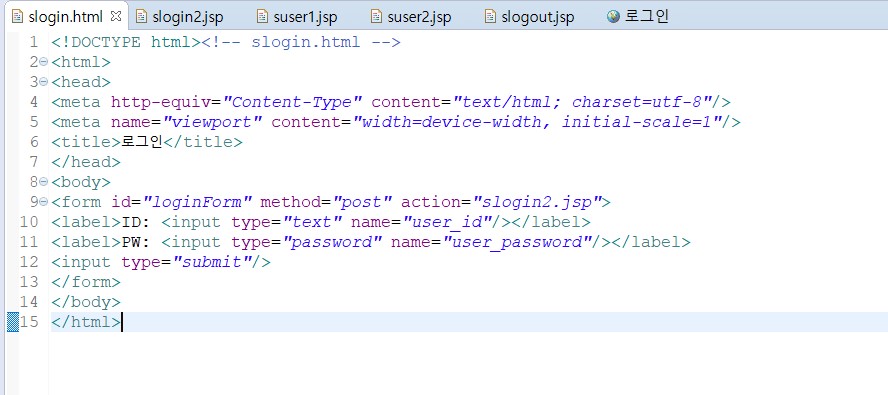 slogin.html slogin2.jsp suser1.jsp suser2.jsp slogout.jsp 로그인
1 <!DOCTYPE html><!-- slogin.html -->
2 <html>
3 <head>
4 <meta http-equiv="Content-Type" content="text/html; charset=utf-8"/>
5 <meta name="viewport" content="width=device-width, initial-scale=1"/>
6 <title>로그인</title>
7 </head>
8 <body>
9 <form id="loginForm" method="post" action="slogin2.jsp">
10 <label>ID: <input type="text" name="user_id"/></label>
11 <label>PW: <input type="password" name="user_password"/></label>
12 <input type="submit"/>
13 </form>
14 </body>
15 </html>